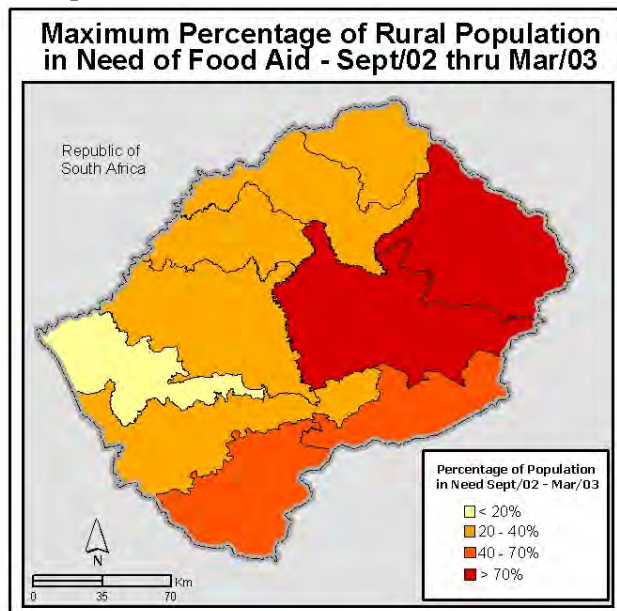 Maximum Percentage of Rural Population
in Need of Food Aid - Sept/02 thru Mar/03
Republic of
South Africa
Percentage of Population
in Need Sept/02 - Mar/03
< 20%
20 - 40%
40 - 70%
> 70%
N
Km
0 35 70